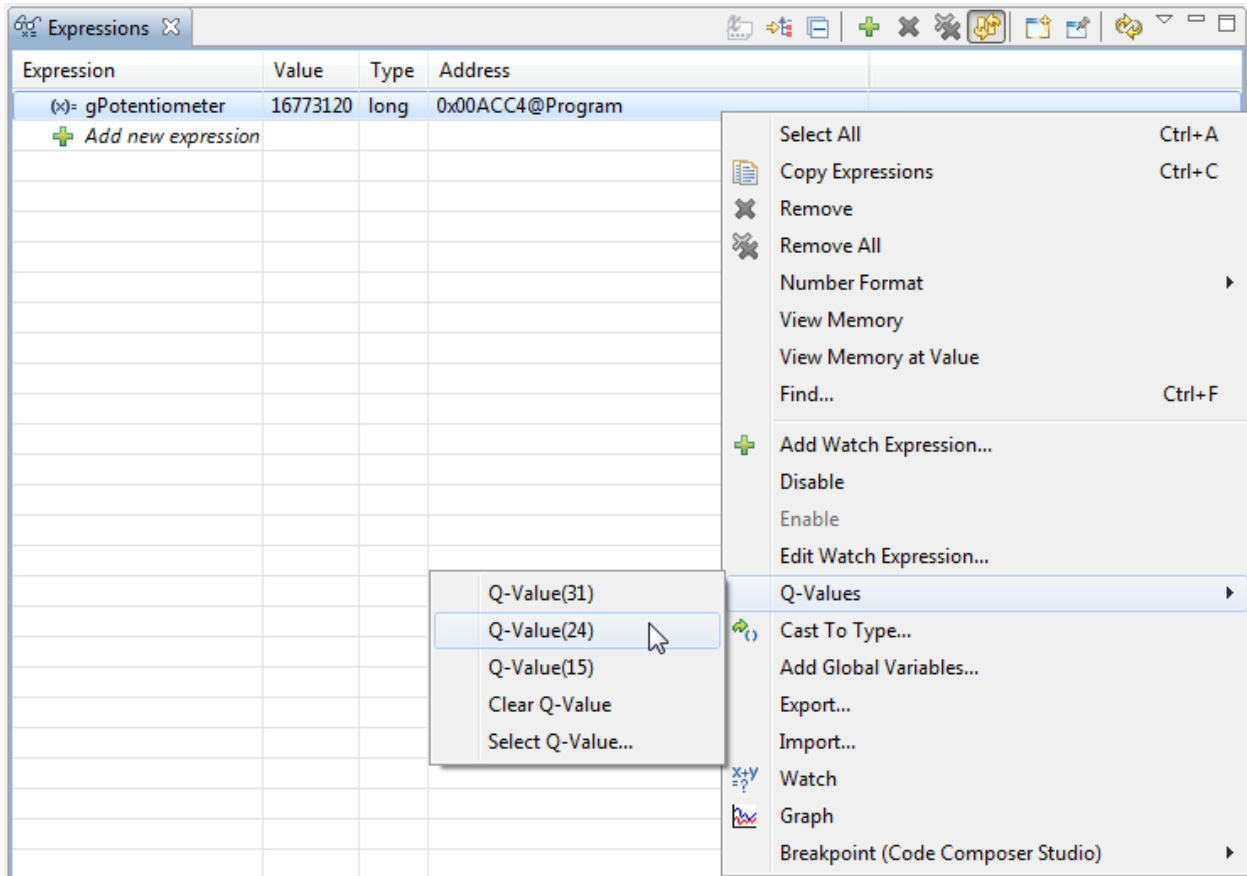 Expressions
Expression Value Type Address
(x)= gPotentiometer 16773120 long 0x00ACC4@Program
Add new expression
Select All Ctrl+A
Copy Expressions Ctrl+C
Remove
Remove All
Number Format
View Memory
View Memory at Value
Find... Ctrl+F
Add Watch Expression...
Disable
Enable
Edit Watch Expression...
Q-Values
Q-Value(31)
Q-Value(24)
Q-Value(15)
Clear Q-Value
Select Q-Value...
Cast To Type...
Add Global Variables...
Export...
Import...
x+y
=?
Watch
Graph
Breakpoint (Code Composer Studio)